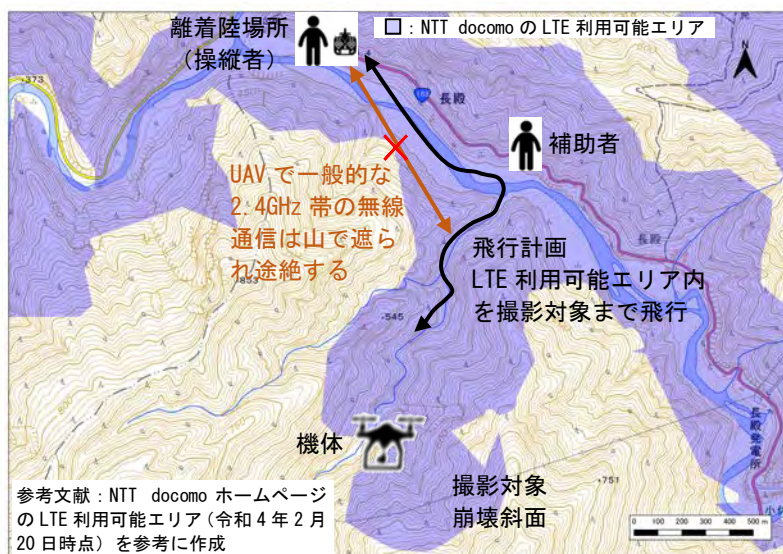 離着陸場所
（操縦者）
：NTT docomo の LTE 利用可能エリア
N
・373
168
長殿
補助者
UAV で一般的な
2.4GHz 帯の無線
通信は山で遮ら
れ途絶する
・853
長殿
飛行計画
LTE 利用可能エリア内
を撮影対象まで飛行
・545
800
760
機体
長殿発電所
撮影対象
崩壊斜面
・751
参考文献：NTT docomo ホームページ
の LTE 利用可能エリア（令和 4 年 2 月
20 日時点）を参考に作成
0 100 200 300 400 500 m